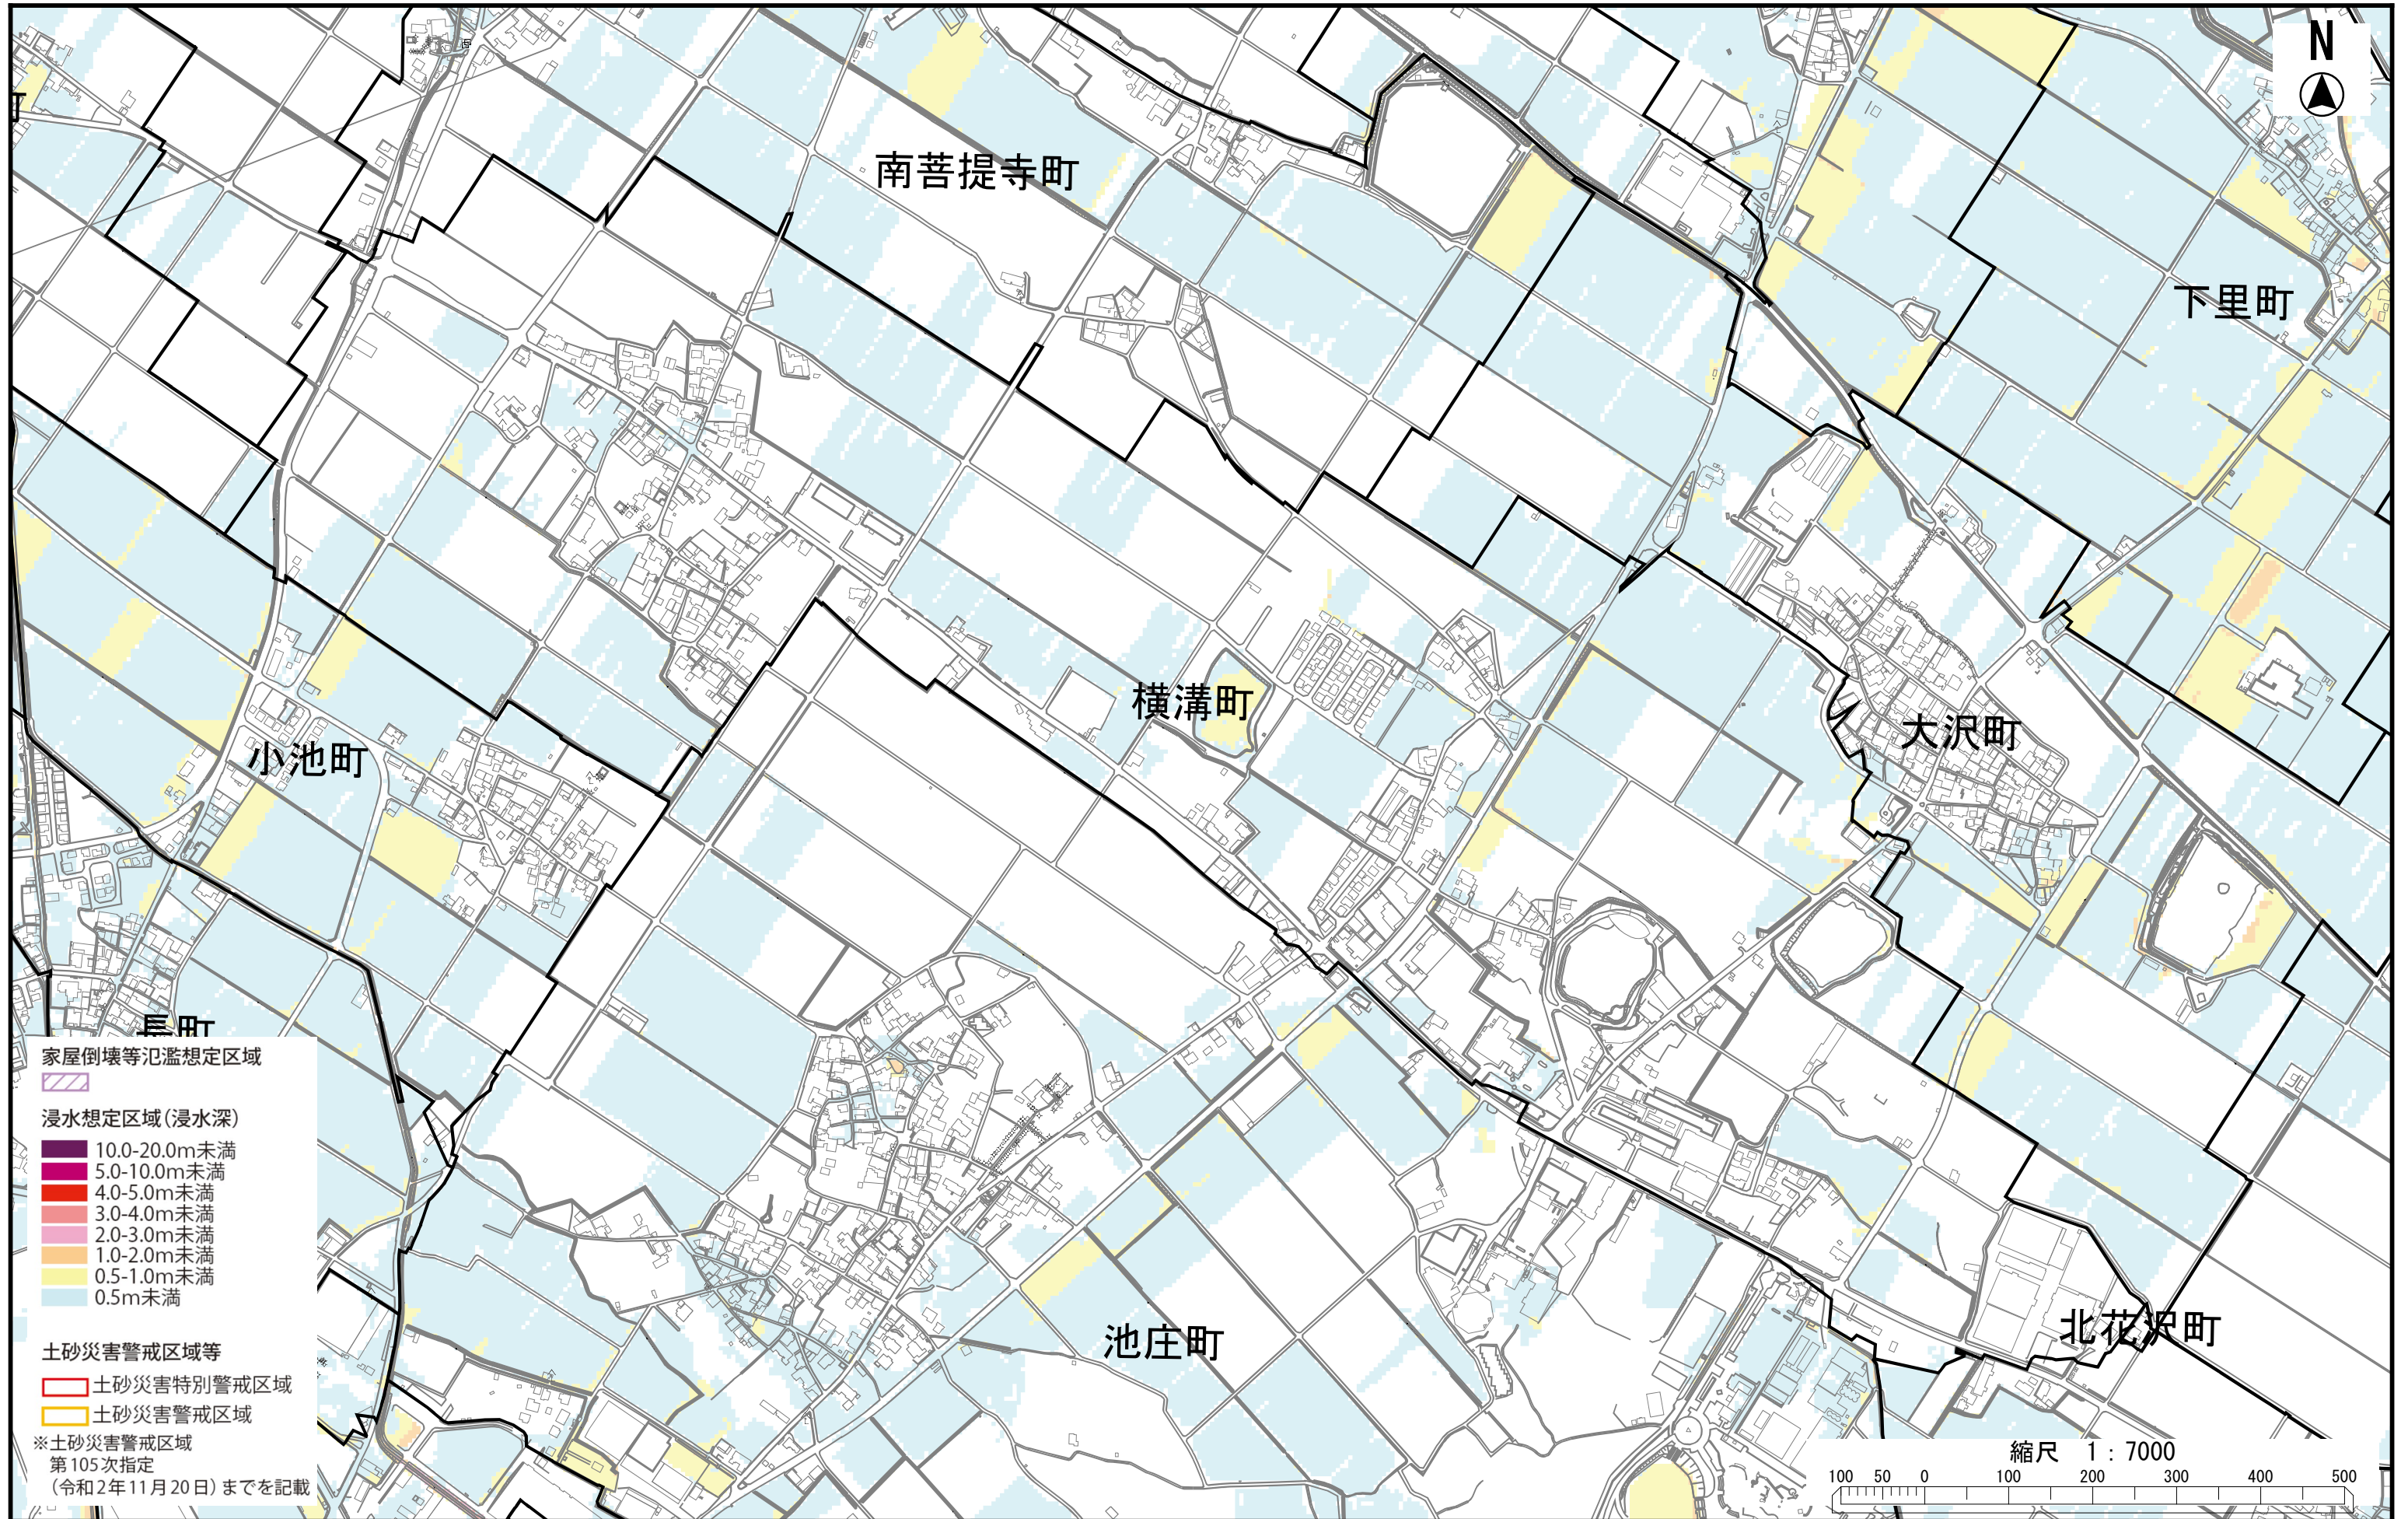 N
南菩提寺町
下里町
横溝町
大沢町
小池町
長町
池庄町
北花沢町
家屋倒壊等氾濫想定区域
浸水想定区域(浸水深)
10.0-20.0m未満
5.0-10.0m未満
4.0-5.0m未満
3.0-4.0m未満
2.0-3.0m未満
1.0-2.0m未満
0.5-1.0m未満
0.5m未満
土砂災害警戒区域等
土砂災害特別警戒区域
土砂災害警戒区域
※土砂災害警戒区域
第105次指定
(令和2年11月20日)までを記載
縮尺 1:7000
100 50 0 100 200 300 400 500